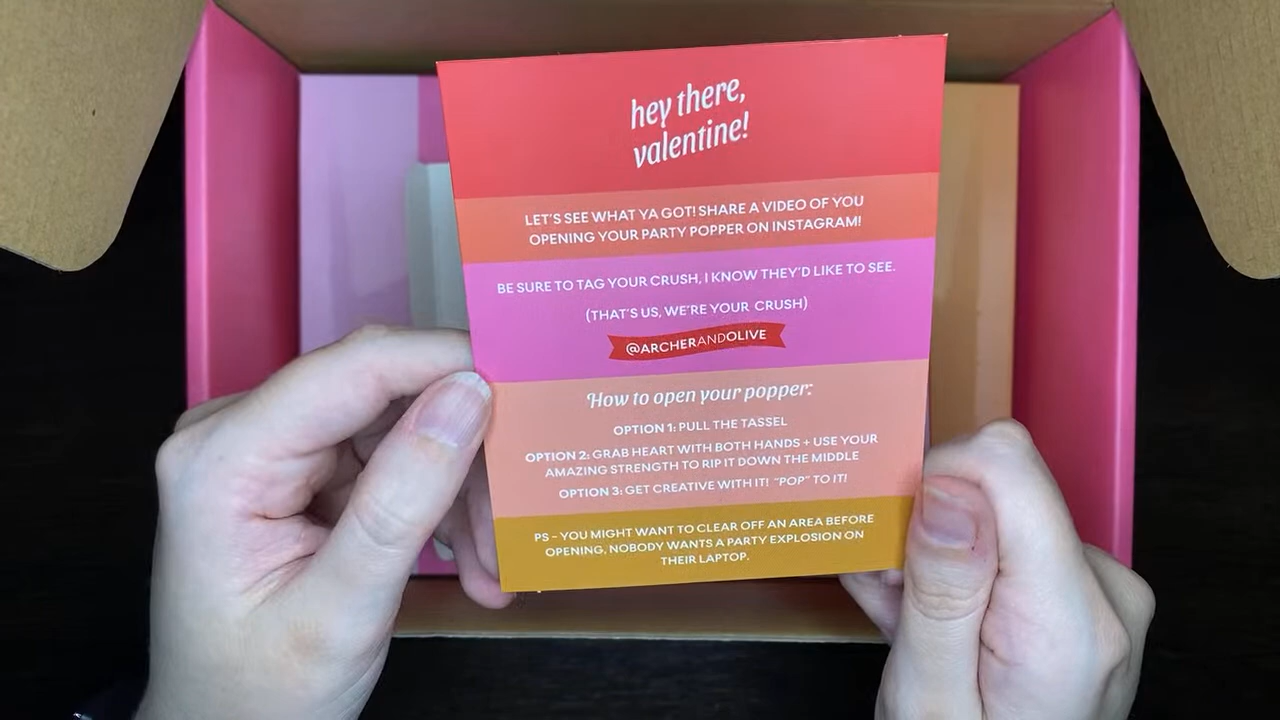 hey there,
valentine!
LET'S SEE WHAT YA GOT! SHARE A VIDEO OF YOU
OPENING YOUR PARTY POPPER ON INSTAGRAM!
BE SURE TO TAG YOUR CRUSH, I KNOW THEY'D LIKE TO SEE.
(THAT'S US, WE'RE YOUR CRUSH)
@ARCHERANDOLIVE
How to open your popper:
OPTION 1: PULL THE TASSEL
OPTION 2: GRAB HEART WITH BOTH HANDS + USE YOUR
AMAZING STRENGTH TO RIP IT DOWN THE MIDDLE
OPTION 3: GET CREATIVE WITH IT! "POP" TO IT!
PS - YOU MIGHT WANT TO CLEAR OFF AN AREA BEFORE
OPENING, NOBODY WANTS A PARTY EXPLOSION ON
THEIR LAPTOP.